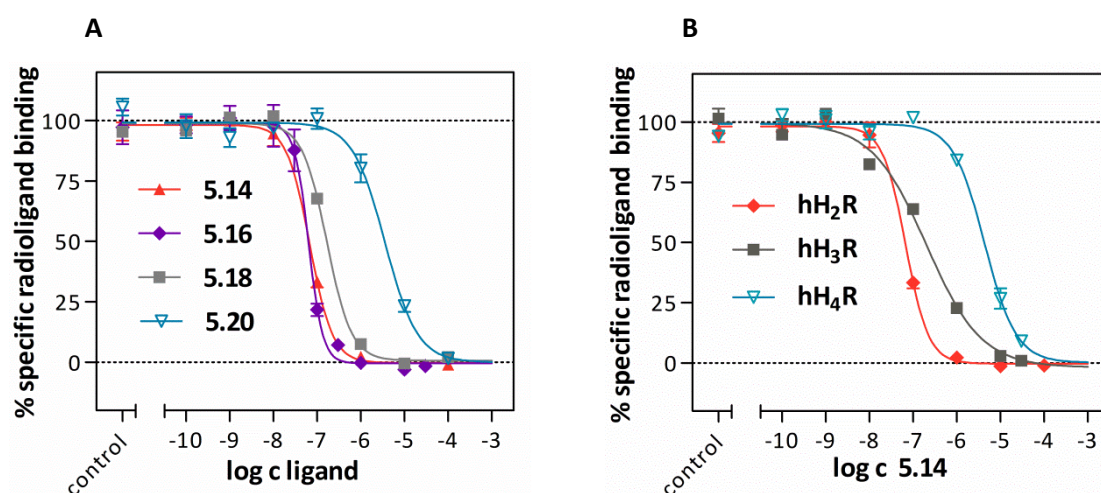 A
% specific radioligand binding
100
75
50
25
0
5.14
5.16
5.18
5.20
control
-10 -9 -8 -7 -6 -5 -4 -3
log c ligand
B
% specific radioligand binding
100
75
50
25
0
hH₂R
hH₃R
hH₄R
control
-10 -9 -8 -7 -6 -5 -4 -3
log c 5.14